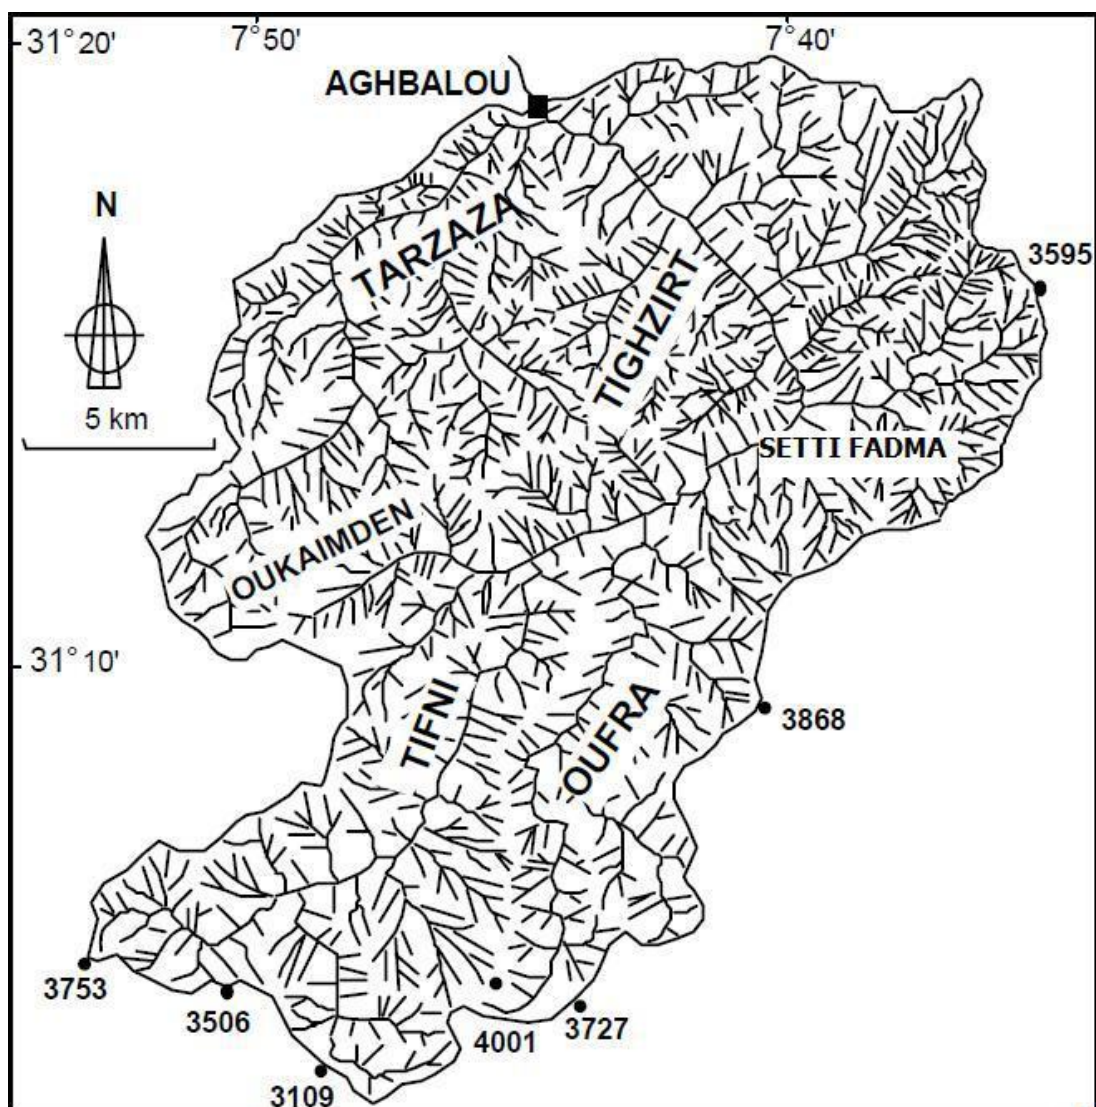 31°20'
7°50'
7°40'
AGHBALOU
N
TARZAZA
3595
TIGHZIRT
5 km
SETTI FADMA
OUKAIMDEN
31°10'
TIFNI
OUFRA
3868
3753
3506
4001
3727
3109